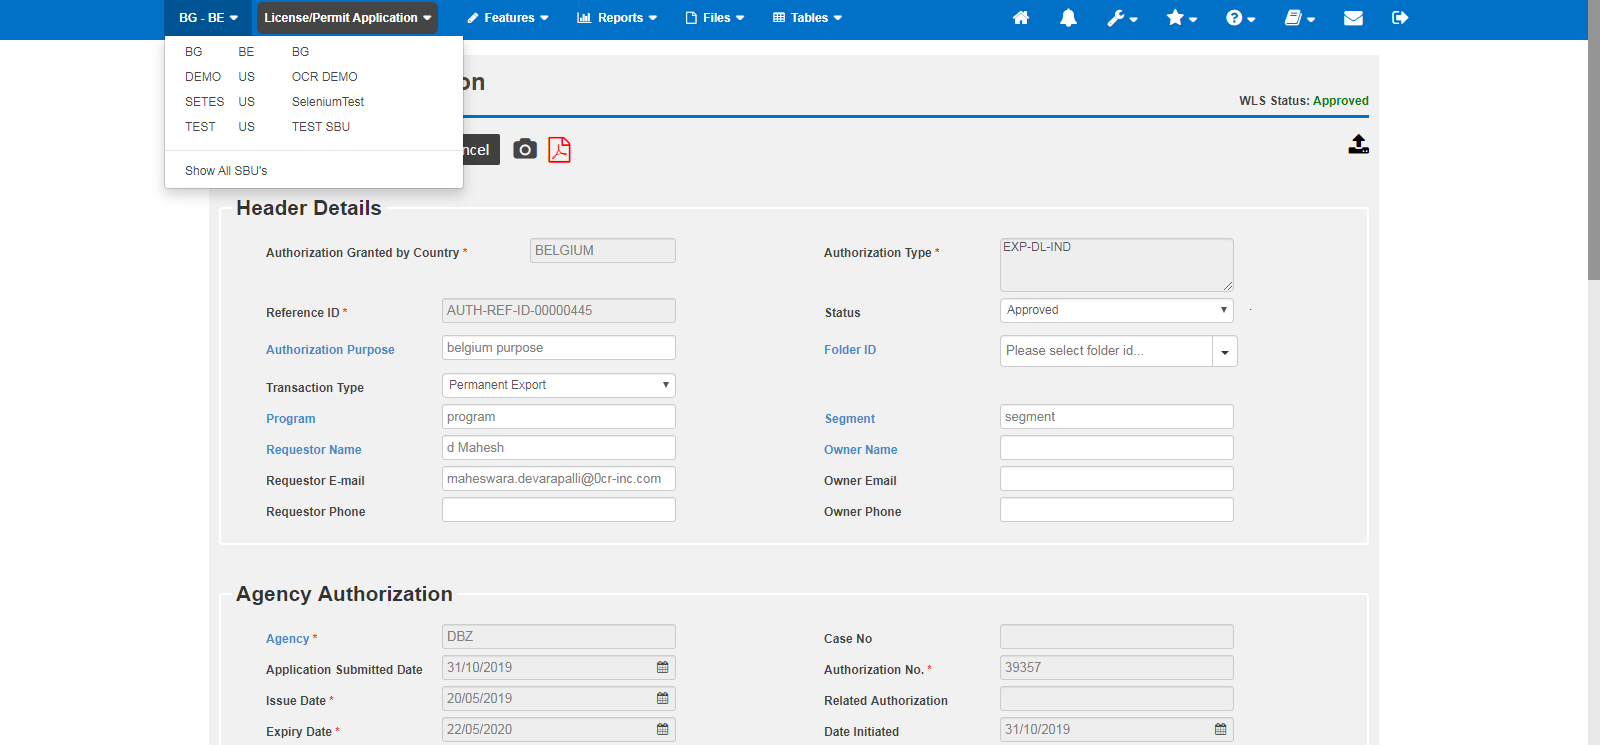 BG - BE License/Permit Application Features Reports Files Tables
BG BE BG
DEMO US OCR DEMO
SETES US SeleniumTest
TEST US TEST SBU
Show All SBU's
on
WLS Status: Approved
ncel
Header Details
Authorization Granted by Country * BELGIUM Authorization Type * EXP-DL-IND
Reference ID * AUTH-REF-ID-00000445 Status Approved
Authorization Purpose belgium purpose Folder ID Please select folder id...
Transaction Type Permanent Export
Program program Segment segment
Requestor Name d Mahesh Owner Name
Requestor E-mail maheswara.devarapalli@0cr-inc.com Owner Email
Requestor Phone Owner Phone
Agency Authorization
Agency * DBZ Case No
Application Submitted Date 31/10/2019 Authorization No. * 39357
Issue Date * 20/05/2019 Related Authorization
Expiry Date * 22/05/2020 Date Initiated 31/10/2019